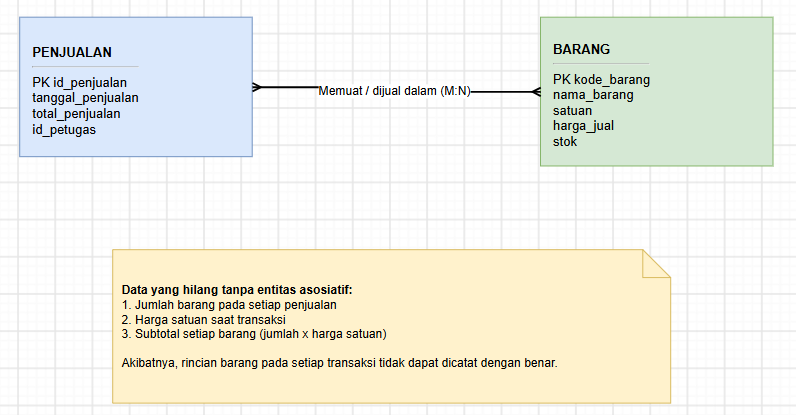 PENJUALAN
PK id_penjualan
tanggal_penjualan
total_penjualan
id_petugas
Memuat / dijual dalam (M:N)
BARANG
PK kode_barang
nama_barang
satuan
harga_jual
stok
Data yang hilang tanpa entitas asosiatif:
1. Jumlah barang pada setiap penjualan
2. Harga satuan saat transaksi
3. Subtotal setiap barang (jumlah x harga satuan)
Akibatnya, rincian barang pada setiap transaksi tidak dapat dicatat dengan benar.